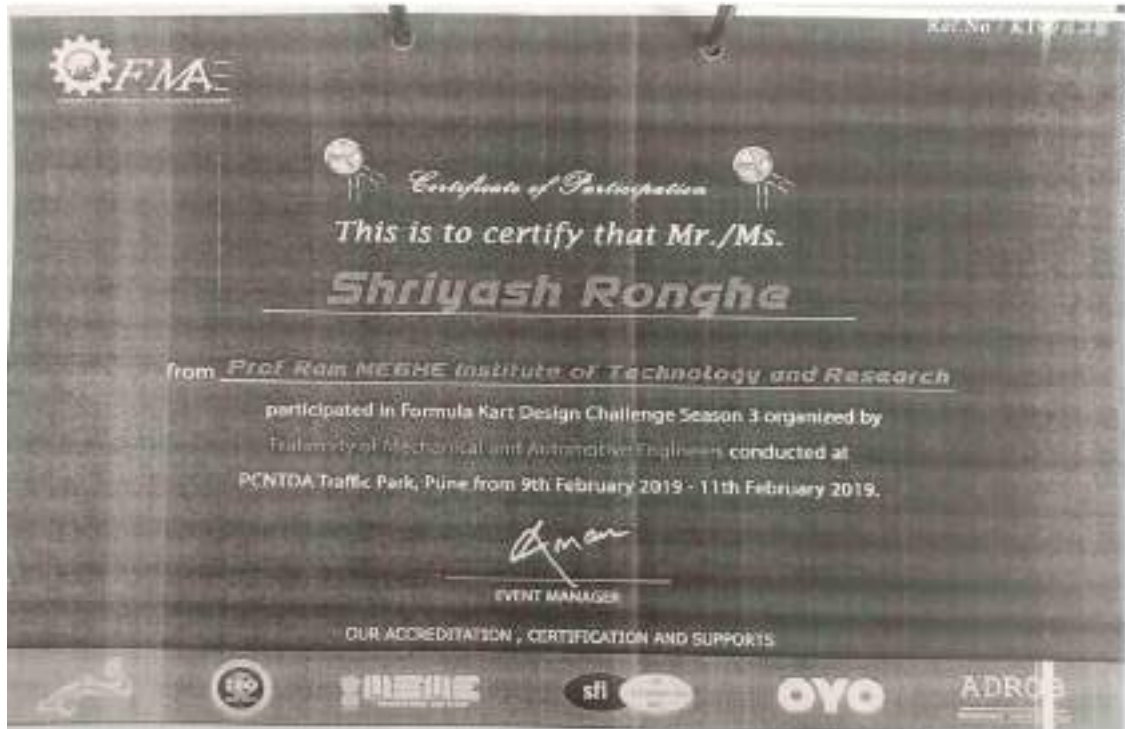 FMAE
Certificate of Participation
This is to certify that Mr./Ms.
Shriyash Ronghe
from Prof Ram MEGHE Institute of Technology and Research
participated in Formula Kart Design Challenge Season 3 organized by
Fraternity of Mechanical and Automotive Engineers conducted at
PCNTDA Traffic Park, Pune from 9th February 2019 - 11th February 2019.
EVENT MANAGER
OUR ACCREDITATION , CERTIFICATION AND SUPPORTS
sfi
OYO